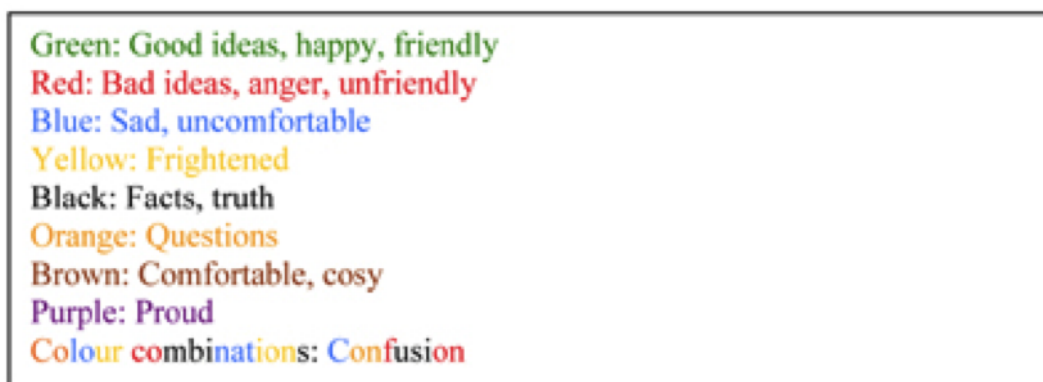 Green: Good ideas, happy, friendly
Red: Bad ideas, anger, unfriendly
Blue: Sad, uncomfortable
Yellow: Frightened
Black: Facts, truth
Orange: Questions
Brown: Comfortable, cosy
Purple: Proud
Colour combinations: Confusion